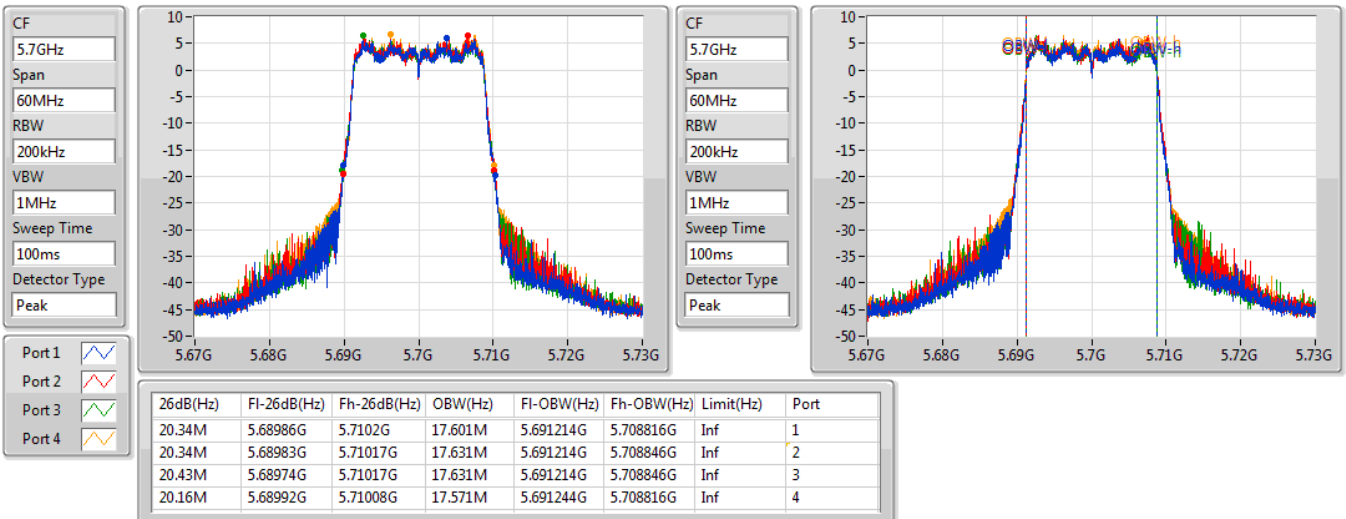 CF
5.7GHz
Span
60MHz
RBW
200kHz
VBW
1MHz
Sweep Time
100ms
Detector Type
Peak
10
5
0
-5
-10
-15
-20
-25
-30
-35
-40
-45
-50
5.67G 5.68G 5.69G 5.7G 5.71G 5.72G 5.73G
CF
5.7GHz
Span
60MHz
RBW
200kHz
VBW
1MHz
Sweep Time
100ms
Detector Type
Peak
10
5
0
-5
-10
-15
-20
-25
-30
-35
-40
-45
-50
OBW-h
5.67G 5.68G 5.69G 5.7G 5.71G 5.72G 5.73G
Port 1
Port 2
Port 3
Port 4
26dB(Hz) Fl-26dB(Hz) Fh-26dB(Hz) OBW(Hz) Fl-OBW(Hz) Fh-OBW(Hz) Limit(Hz) Port
20.34M 5.68986G 5.7102G 17.601M 5.691214G 5.708816G Inf 1
20.34M 5.68983G 5.71017G 17.631M 5.691214G 5.708846G Inf 2
20.43M 5.68974G 5.71017G 17.631M 5.691214G 5.708846G Inf 3
20.16M 5.68992G 5.71008G 17.571M 5.691244G 5.708816G Inf 4